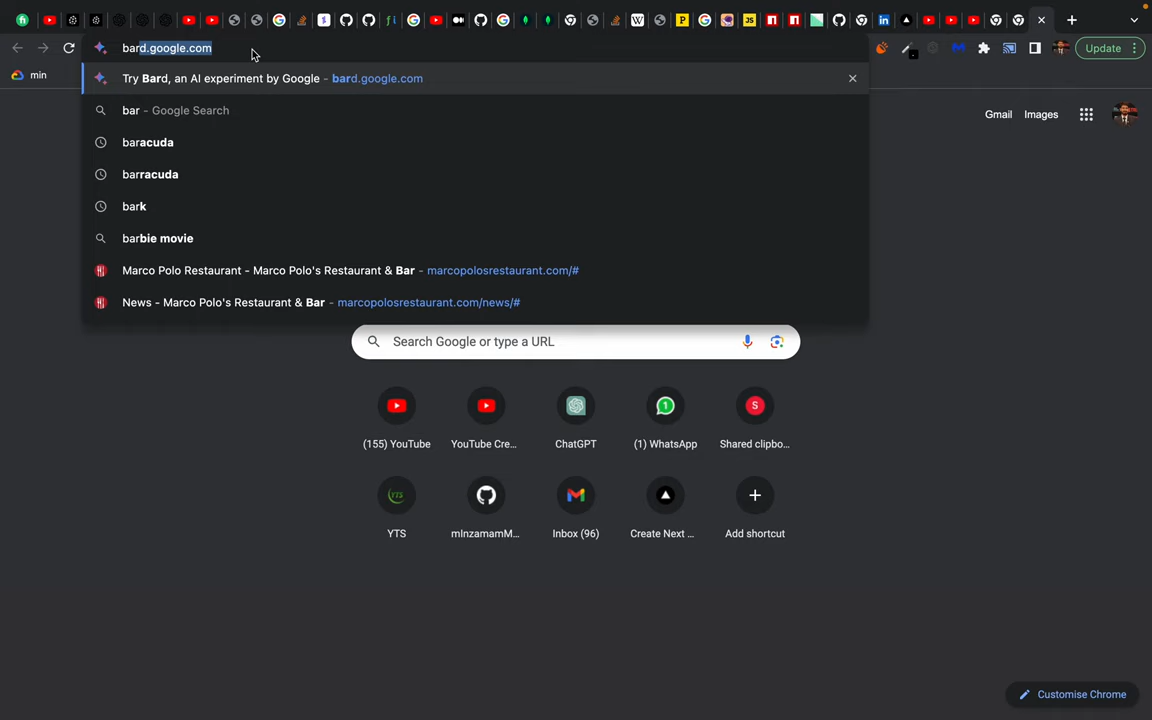 bard.google.com
Update
min
Try Bard, an AI experiment by Google - bard.google.com
bar - Google Search
baracuda
barracuda
bark
barbie movie
Marco Polo Restaurant - Marco Polo's Restaurant & Bar - marcopolosrestaurant.com/#
News - Marco Polo's Restaurant & Bar - marcopolosrestaurant.com/news/#
Gmail Images
Search Google or type a URL
(155) YouTube YouTube Cre... ChatGPT (1) WhatsApp Shared clipbo...
YTS mInzamamM... Inbox (96) Create Next ... Add shortcut
Customise Chrome